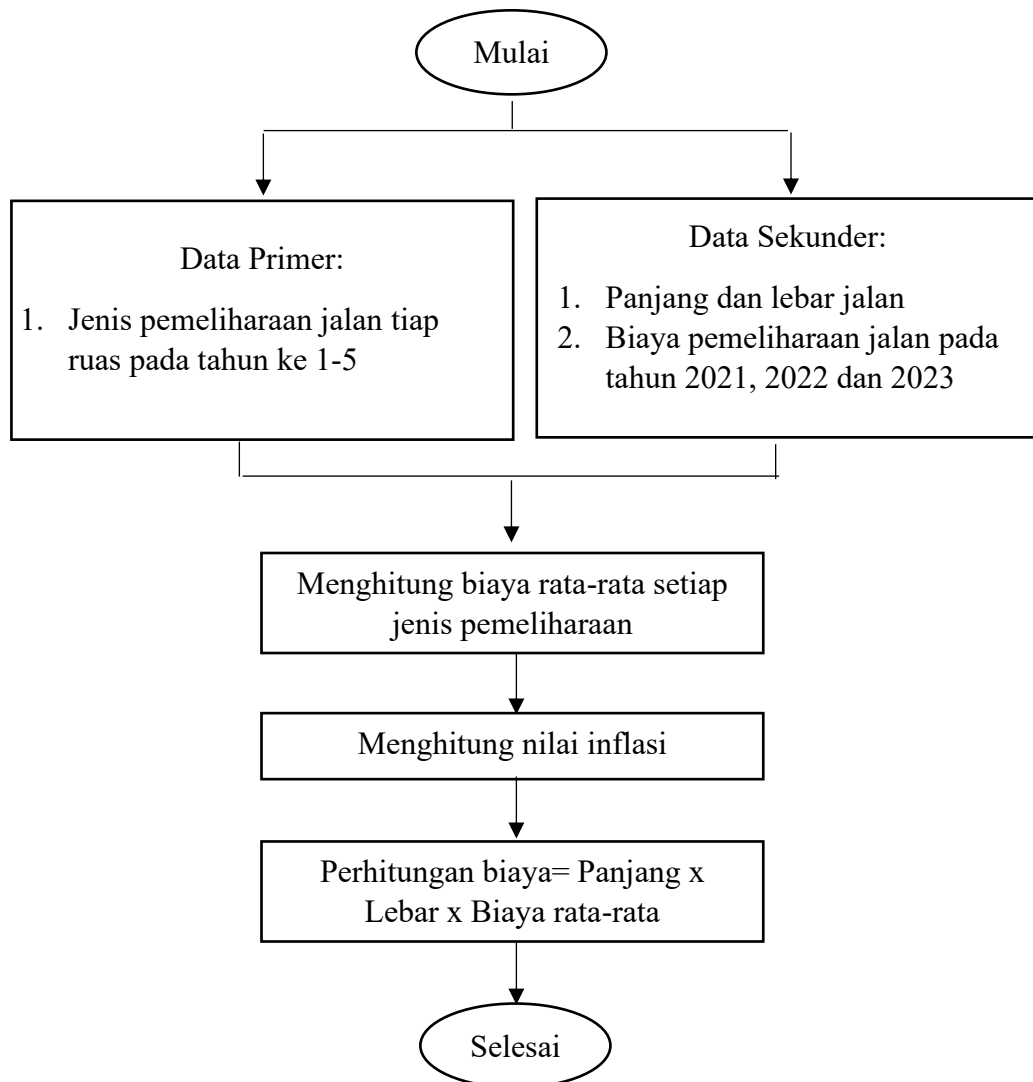 Mulai
Data Primer:
1. Jenis pemeliharaan jalan tiap
ruas pada tahun ke 1-5
Data Sekunder:
1. Panjang dan lebar jalan
2. Biaya pemeliharaan jalan pada
tahun 2021, 2022 dan 2023
Menghitung biaya rata-rata setiap
jenis pemeliharaan
Menghitung nilai inflasi
Perhitungan biaya= Panjang x
Lebar x Biaya rata-rata
Selesai